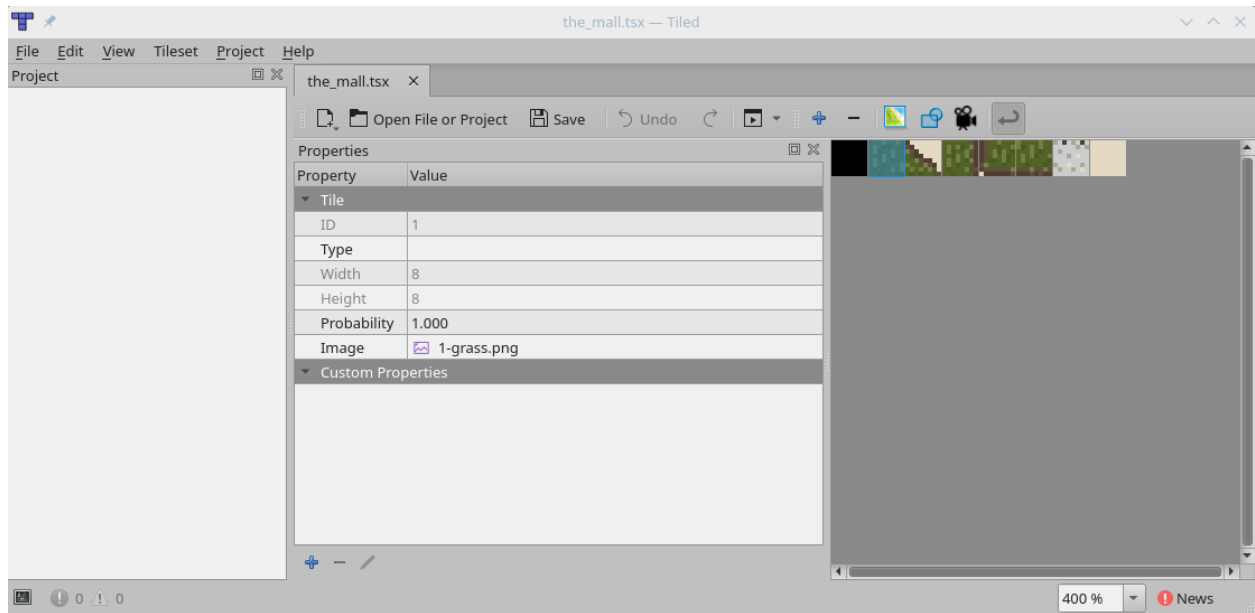 the_mall.tsx — Tiled
File Edit View Tileset Project Help
Project
the_mall.tsx
Open File or Project Save Undo
Properties
Property Value
Tile
ID 1
Type
Width 8
Height 8
Probability 1.000
Image 1-grass.png
Custom Properties
0 0
400 %
News